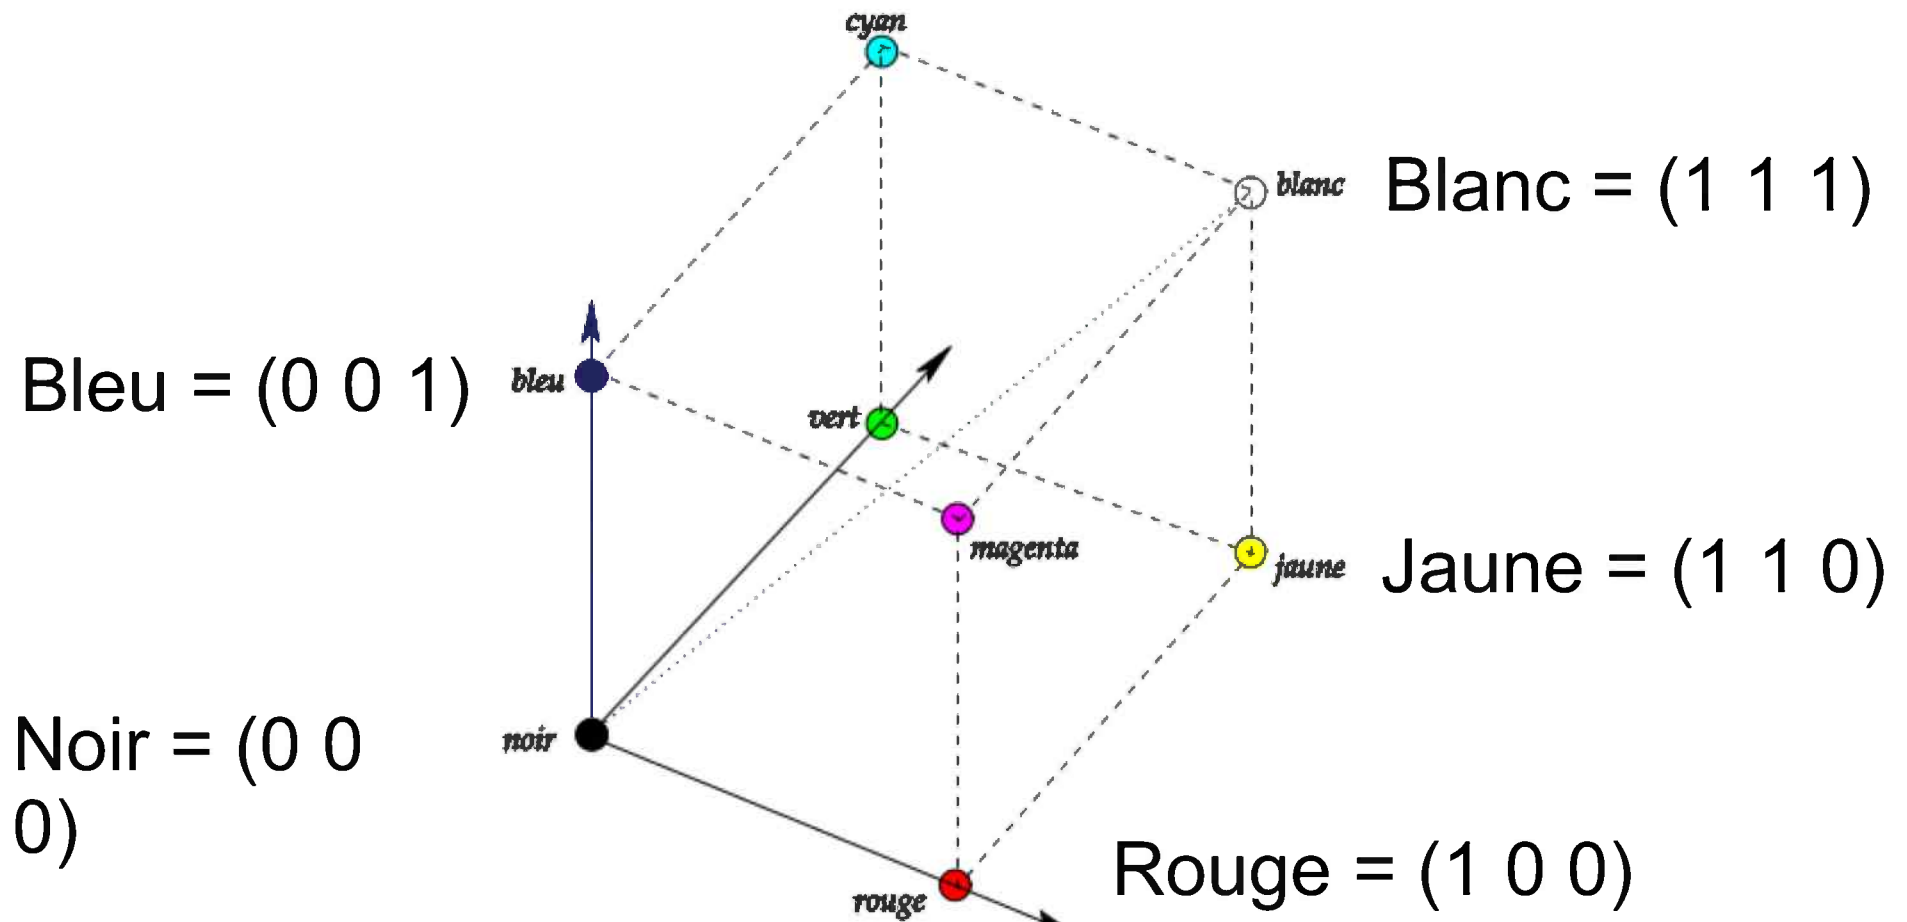 cyan
blanc
Blanc = (1 1 1)
Bleu = (0 0 1)
bleu
vert
magenta
jaune
Jaune = (1 1 0)
Noir = (0 0
0)
noir
rouge
Rouge = (1 0 0)